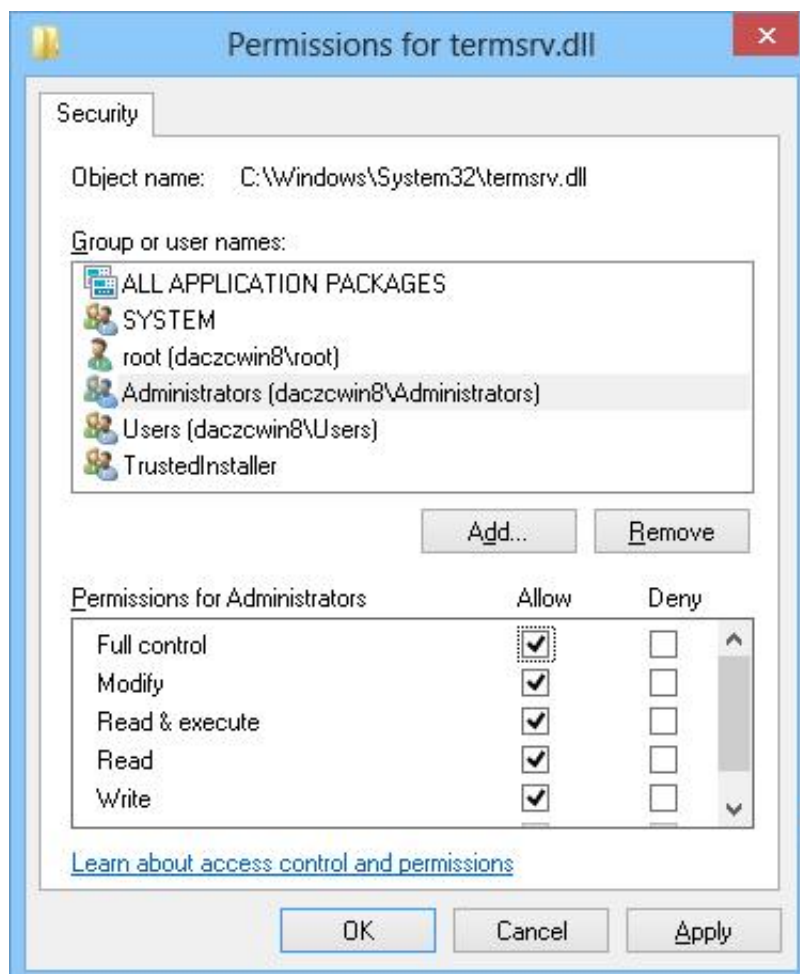 Permissions for termsrv.dll
Security
Object name: C:\Windows\System32\termsrv.dll
Group or user names:
ALL APPLICATION PACKAGES
SYSTEM
root (daczcwin8\root)
Administrators (daczcwin8\Administrators)
Users (daczcwin8\Users)
TrustedInstaller
Add... Remove
Permissions for Administrators Allow Deny
Full control
Modify
Read & execute
Read
Write
Learn about access control and permissions
OK Cancel Apply